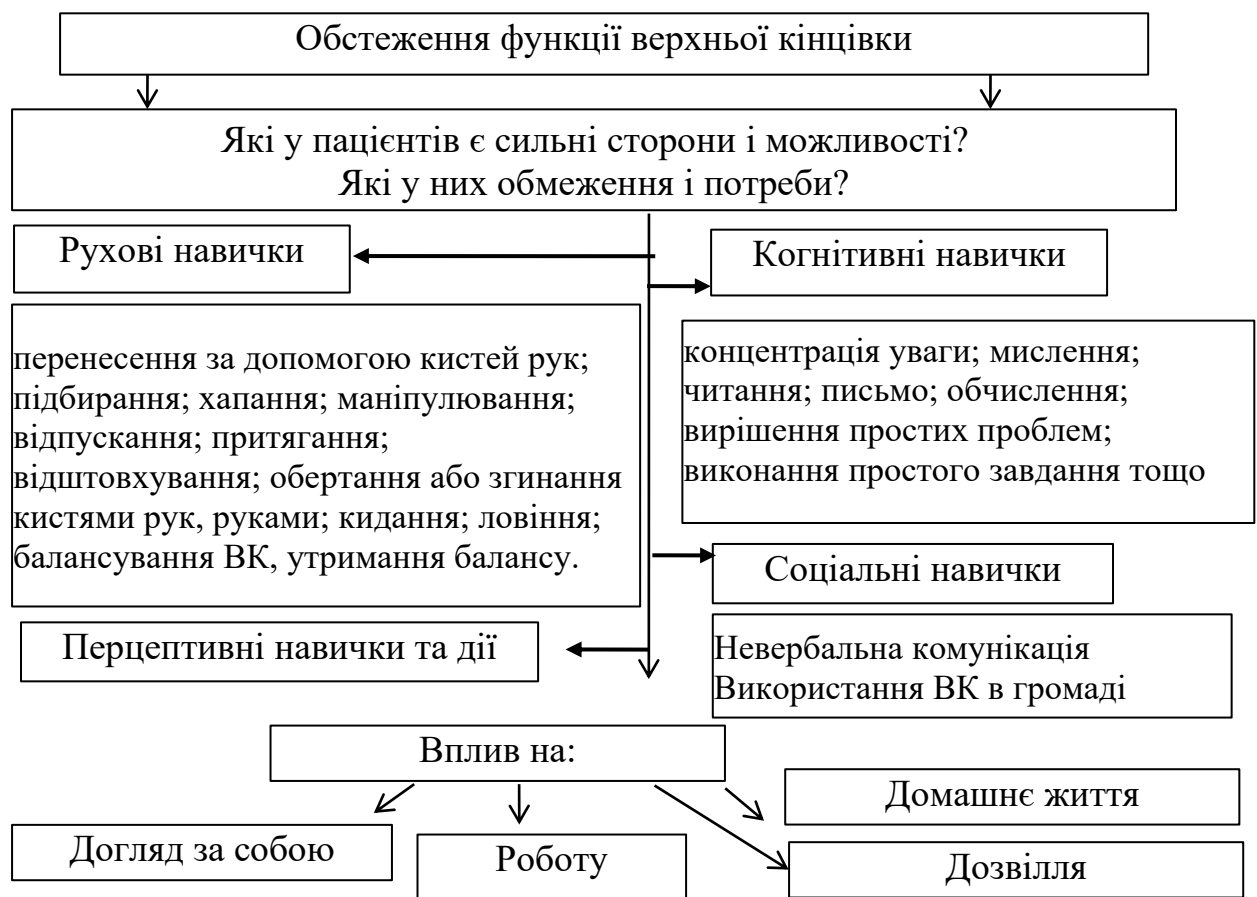 Обстеження функції верхньої кінцівки
Які у пацієнтів є сильні сторони і можливості?
Які у них обмеження і потреби?
Рухові навички
Когнітивні навички
перенесення за допомогою кистей рук;
підбирання; хапання; маніпулювання;
відпускання; притягання;
відштовхування; обертання або згинання
кистями рук, руками; кидання; ловіння;
балансування ВК, утримання балансу.
концентрація уваги; мислення;
читання; письмо; обчислення;
вирішення простих проблем;
виконання простого завдання тощо
Соціальні навички
Перцептивні навички та дії
Невербальна комунікація
Використання ВК в громаді
Вплив на:
Домашнє життя
Догляд за собою
Роботу
Дозвілля